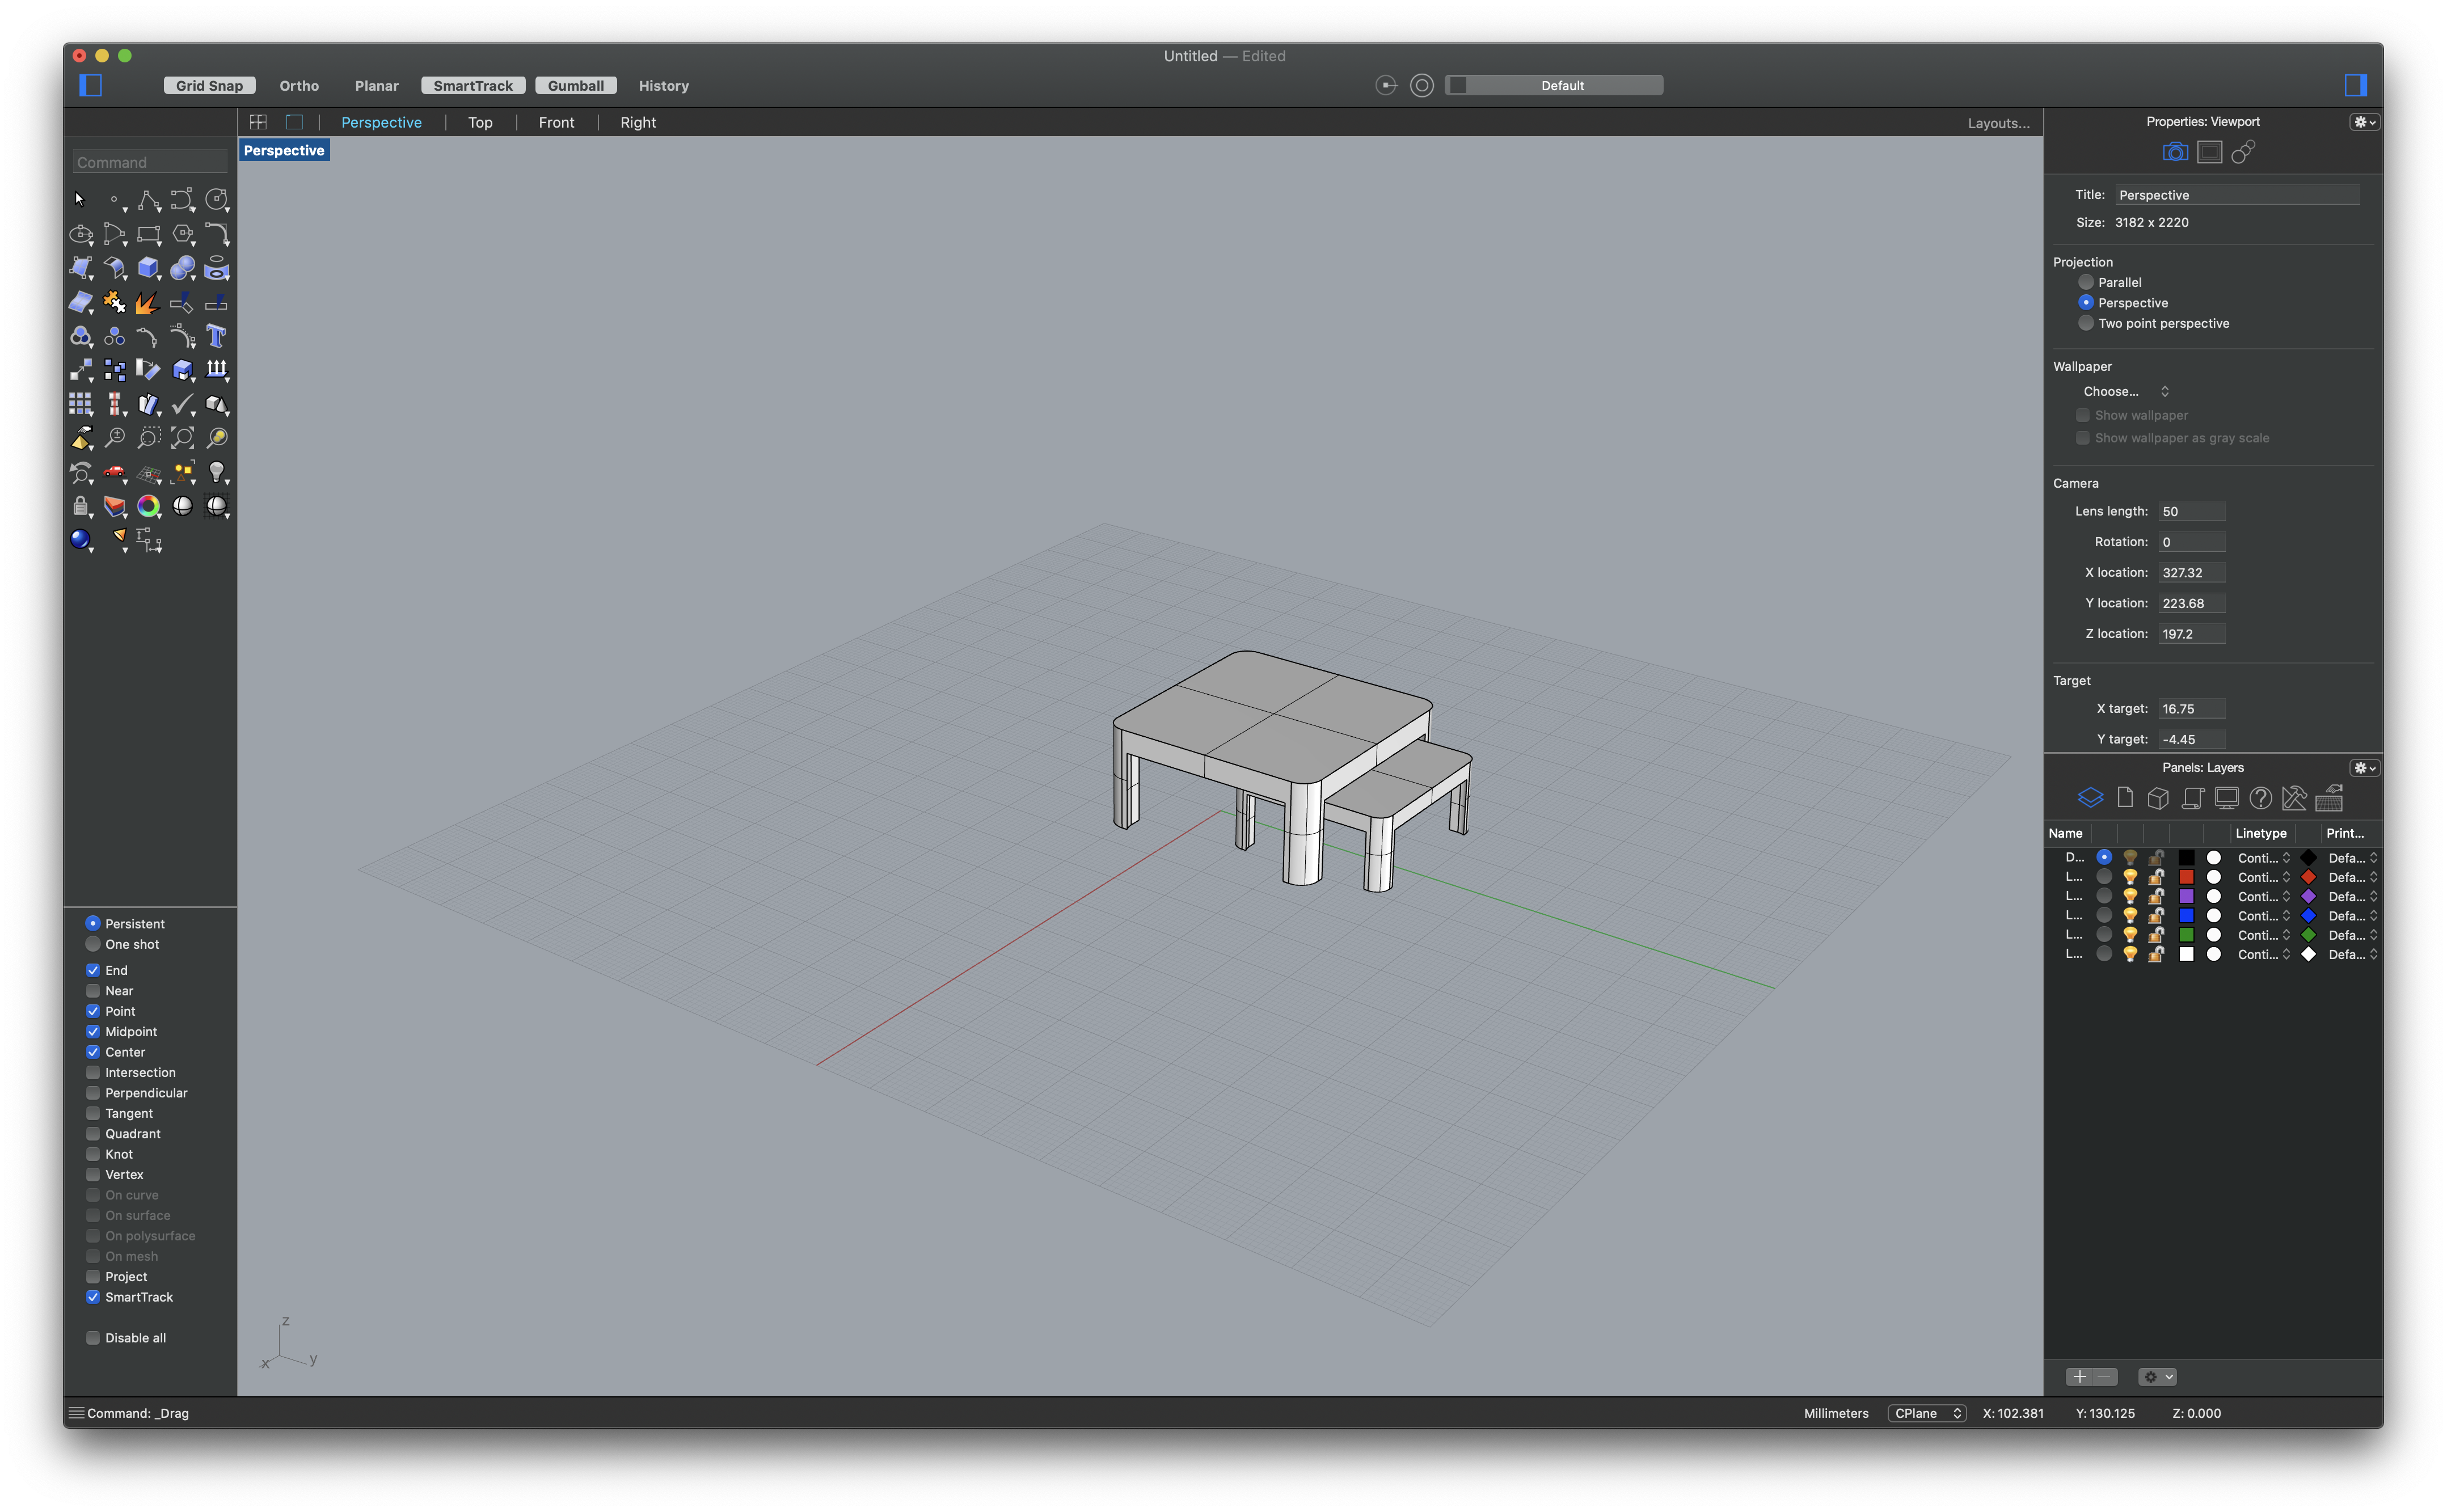 Untitled — Edited
Grid Snap Ortho Planar SmartTrack Gumball History Default
Perspective Top Front Right Layouts...
Perspective
Command
Persistent
One shot
End
Near
Point
Midpoint
Center
Intersection
Perpendicular
Tangent
Quadrant
Knot
Vertex
On curve
On surface
On polysurface
On mesh
Project
SmartTrack
Disable all
z
x y
Properties: Viewport
Title: Perspective
Size: 3182 x 2220
Projection
Parallel
Perspective
Two point perspective
Wallpaper
Choose...
Show wallpaper
Show wallpaper as gray scale
Camera
Lens length: 50
Rotation: 0
X location: 327.32
Y location: 223.68
Z location: 197.2
Target
X target: 16.75
Y target: -4.45
Panels: Layers
Name Linetype Print...
D... Conti... Defa...
L... Conti... Defa...
L... Conti... Defa...
L... Conti... Defa...
L... Conti... Defa...
L... Conti... Defa...
Command: _Drag
Millimeters CPlane X: 102.381 Y: 130.125 Z: 0.000